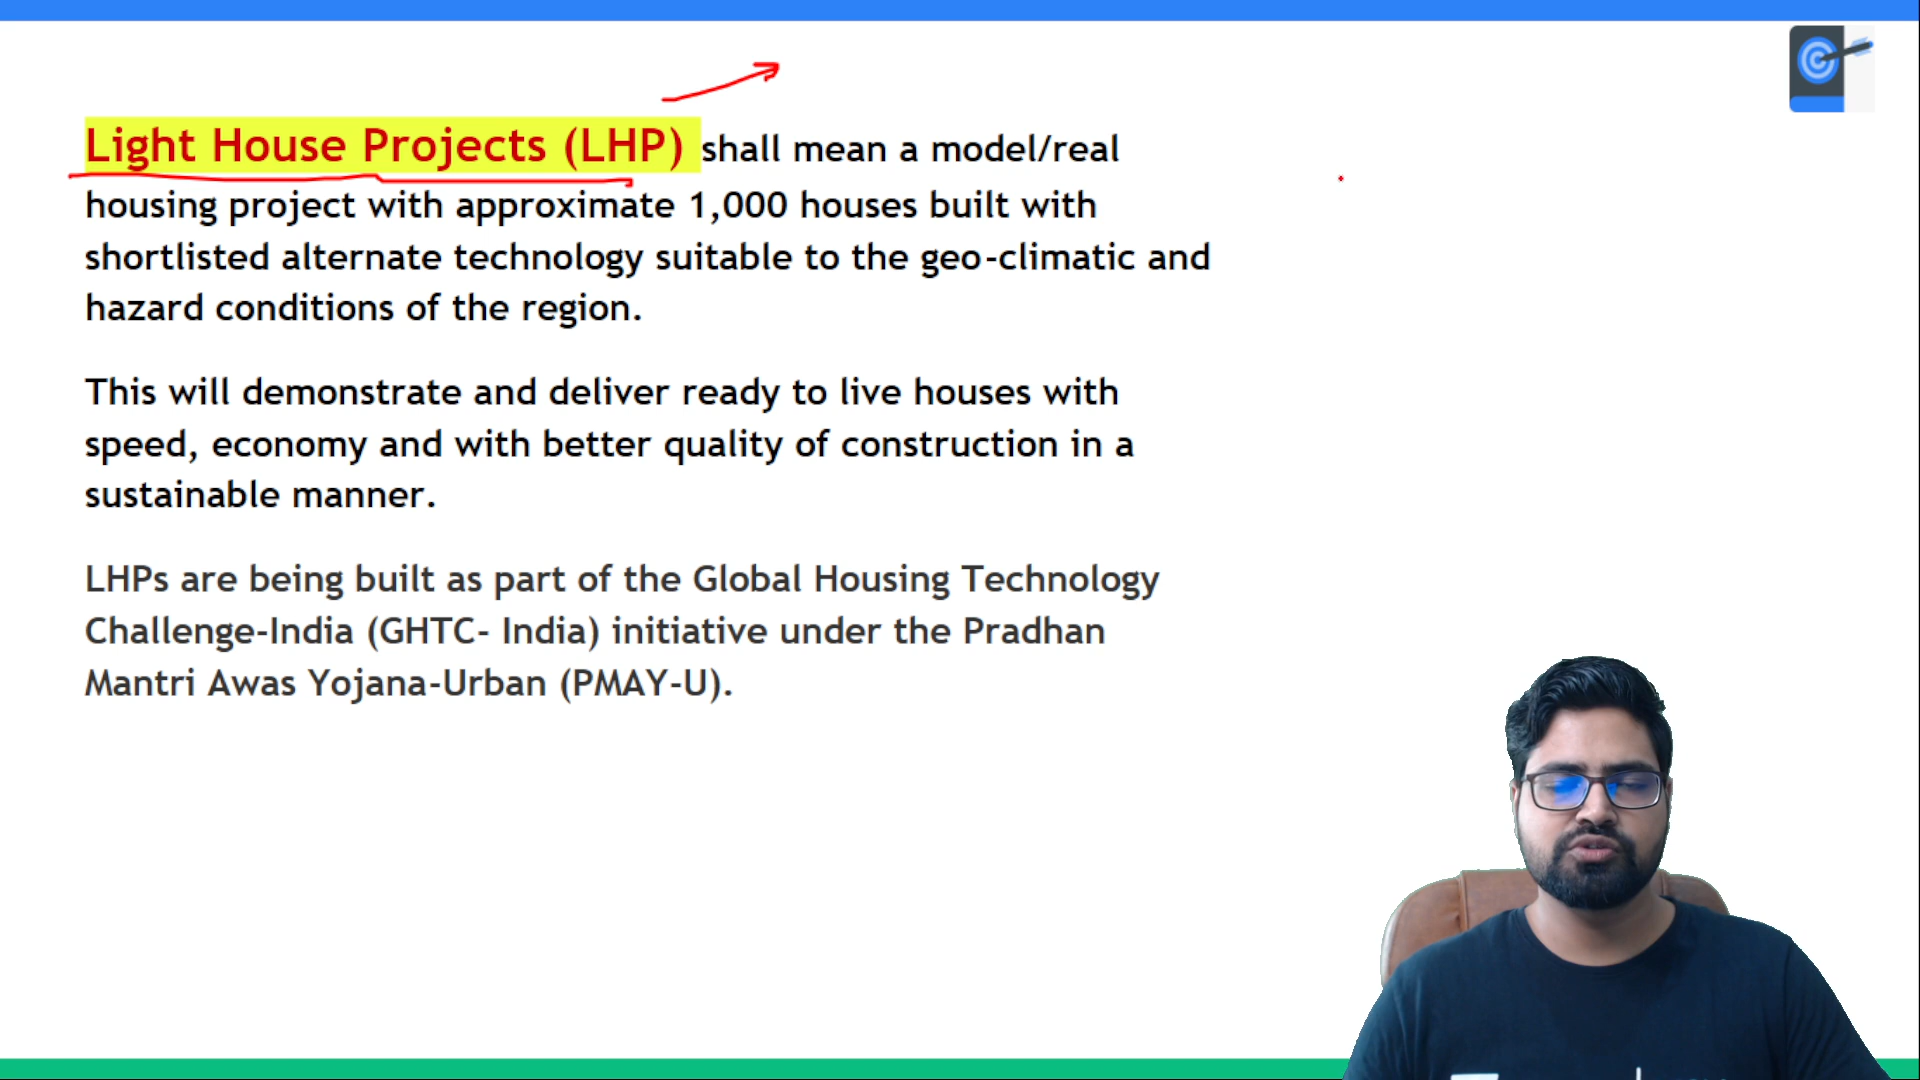 Light House Projects (LHP) shall mean a model/real
housing project with approximate 1,000 houses built with
shortlisted alternate technology suitable to the geo-climatic and
hazard conditions of the region.
This will demonstrate and deliver ready to live houses with
speed, economy and with better quality of construction in a
sustainable manner.
LHPs are being built as part of the Global Housing Technology
Challenge-India (GHTC- India) initiative under the Pradhan
Mantri Awas Yojana-Urban (PMAY-U).